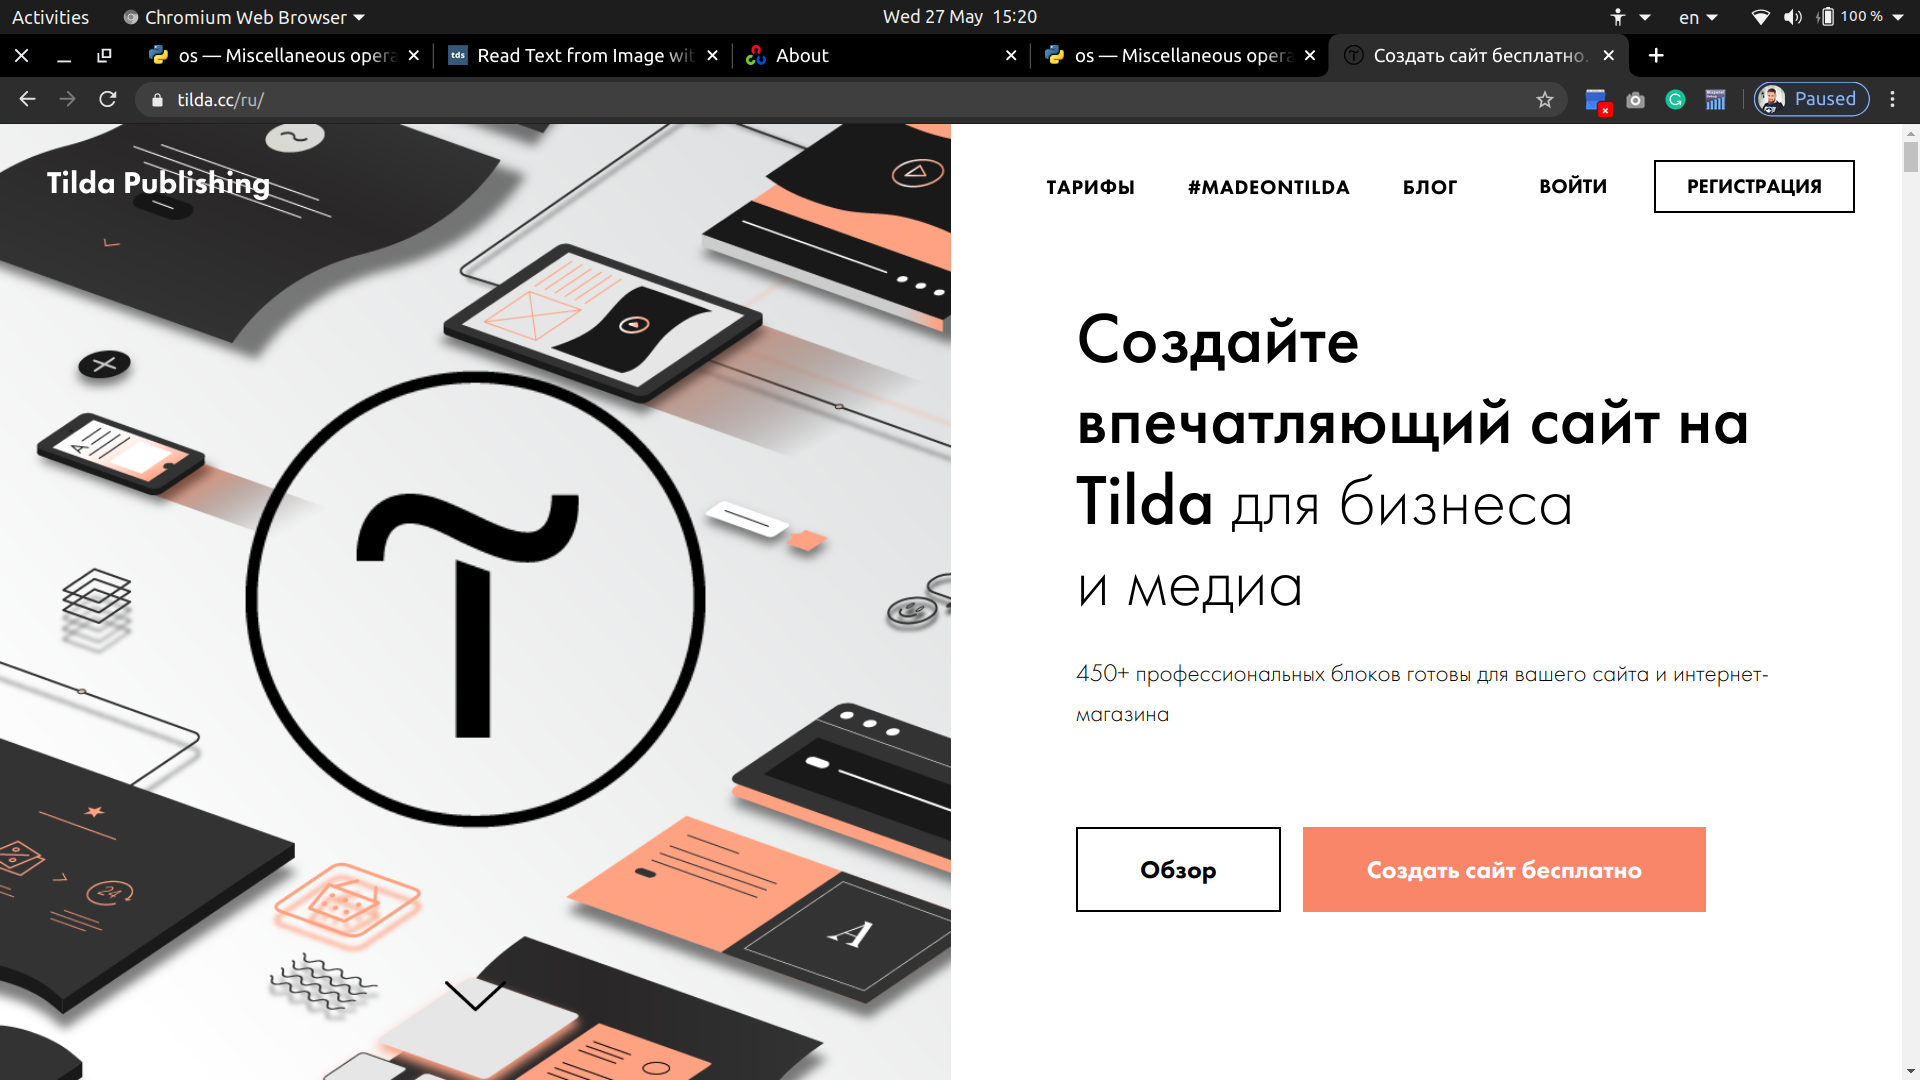 Activities
Chromium Web Browser
Wed 27 May 15:20
en
100 %
os — Miscellaneous opera
tds
Read Text from Image wit
About
os — Miscellaneous opera
Создать сайт бесплатно.
tilda.cc/ru/
Paused
Tilda Publishing
ТАРИФЫ
#MADEONTILDA
БЛОГ
ВОЙТИ
РЕГИСТРАЦИЯ
Создайте
впечатляющий сайт на
Tilda для бизнеса
и медиа
450+ профессиональных блоков готовы для вашего сайта и интернет-
магазина
Обзор
Создать сайт бесплатно
A
24
A